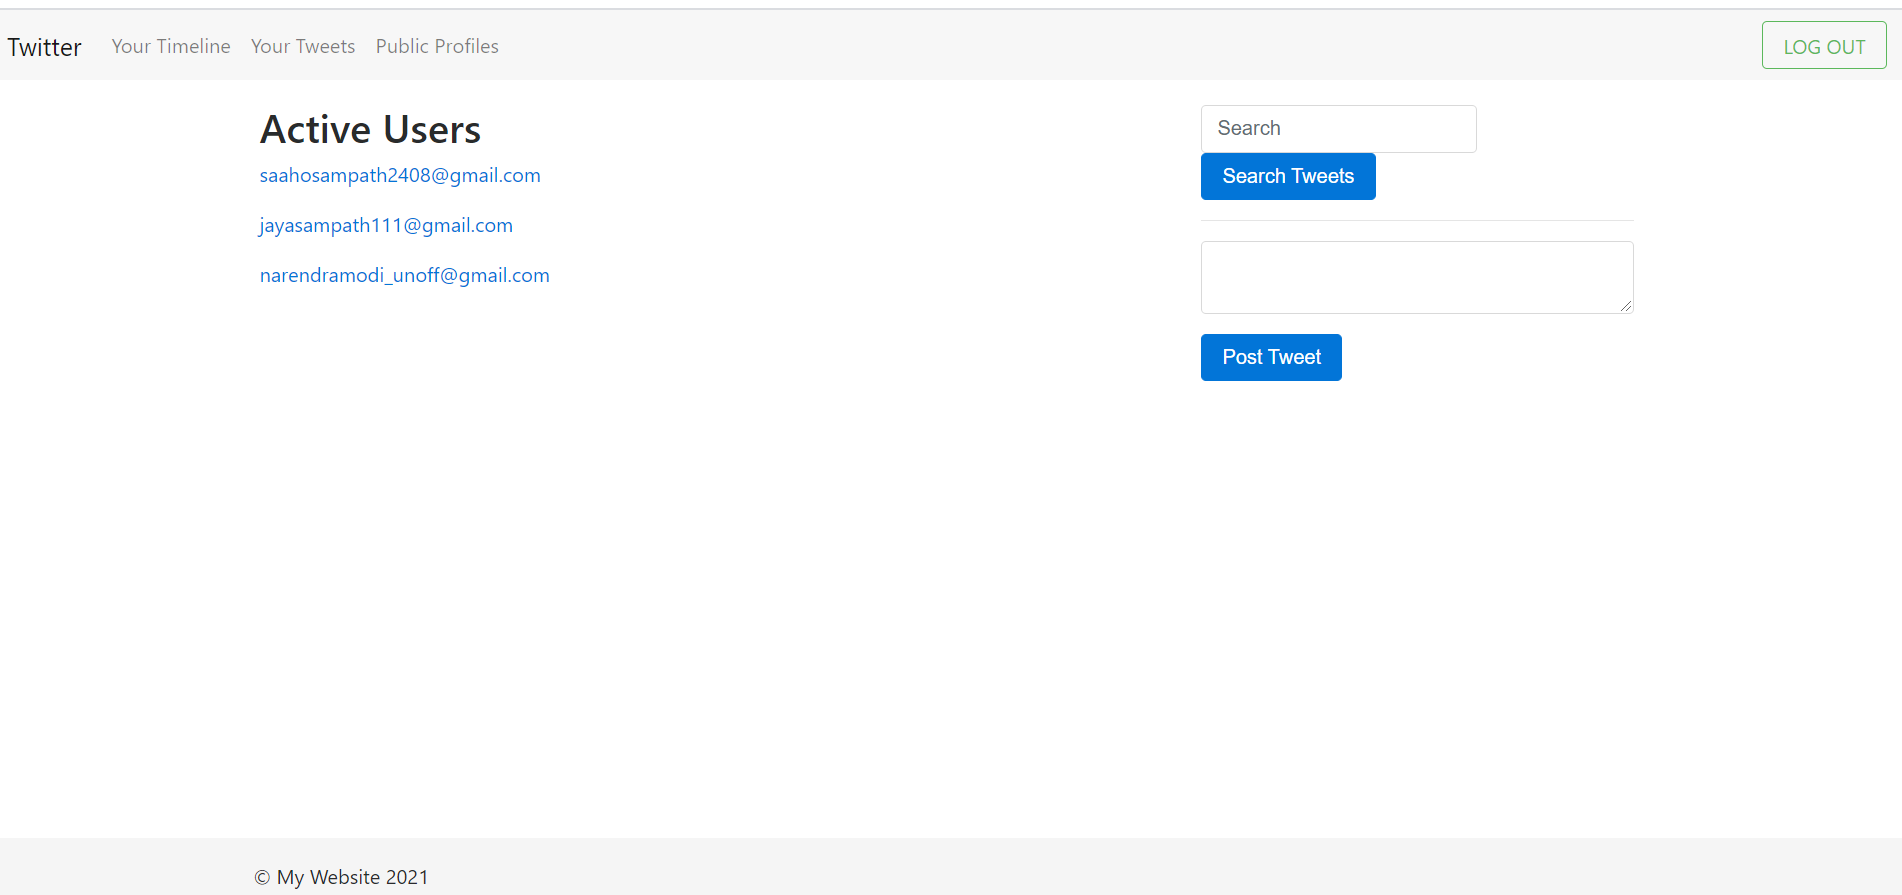 Twitter Your Timeline Your Tweets Public Profiles LOG OUT
Active Users
saahosampath2408@gmail.com
jayasampath111@gmail.com
narendramodi_unoff@gmail.com
Search
Search Tweets
Post Tweet
© My Website 2021